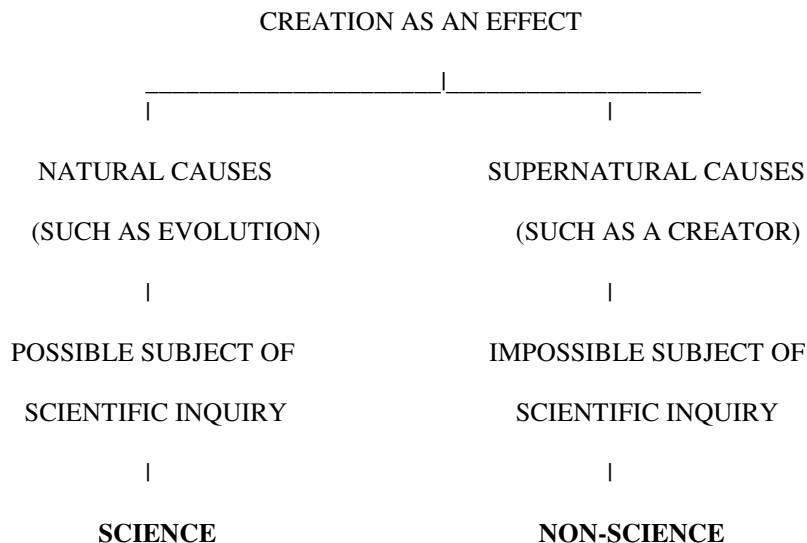 CREATION AS AN EFFECT
NATURAL CAUSES
SUPERNATURAL CAUSES
(SUCH AS EVOLUTION)
(SUCH AS A CREATOR)
POSSIBLE SUBJECT OF
IMPOSSIBLE SUBJECT OF
SCIENTIFIC INQUIRY
SCIENTIFIC INQUIRY
SCIENCE
NON-SCIENCE